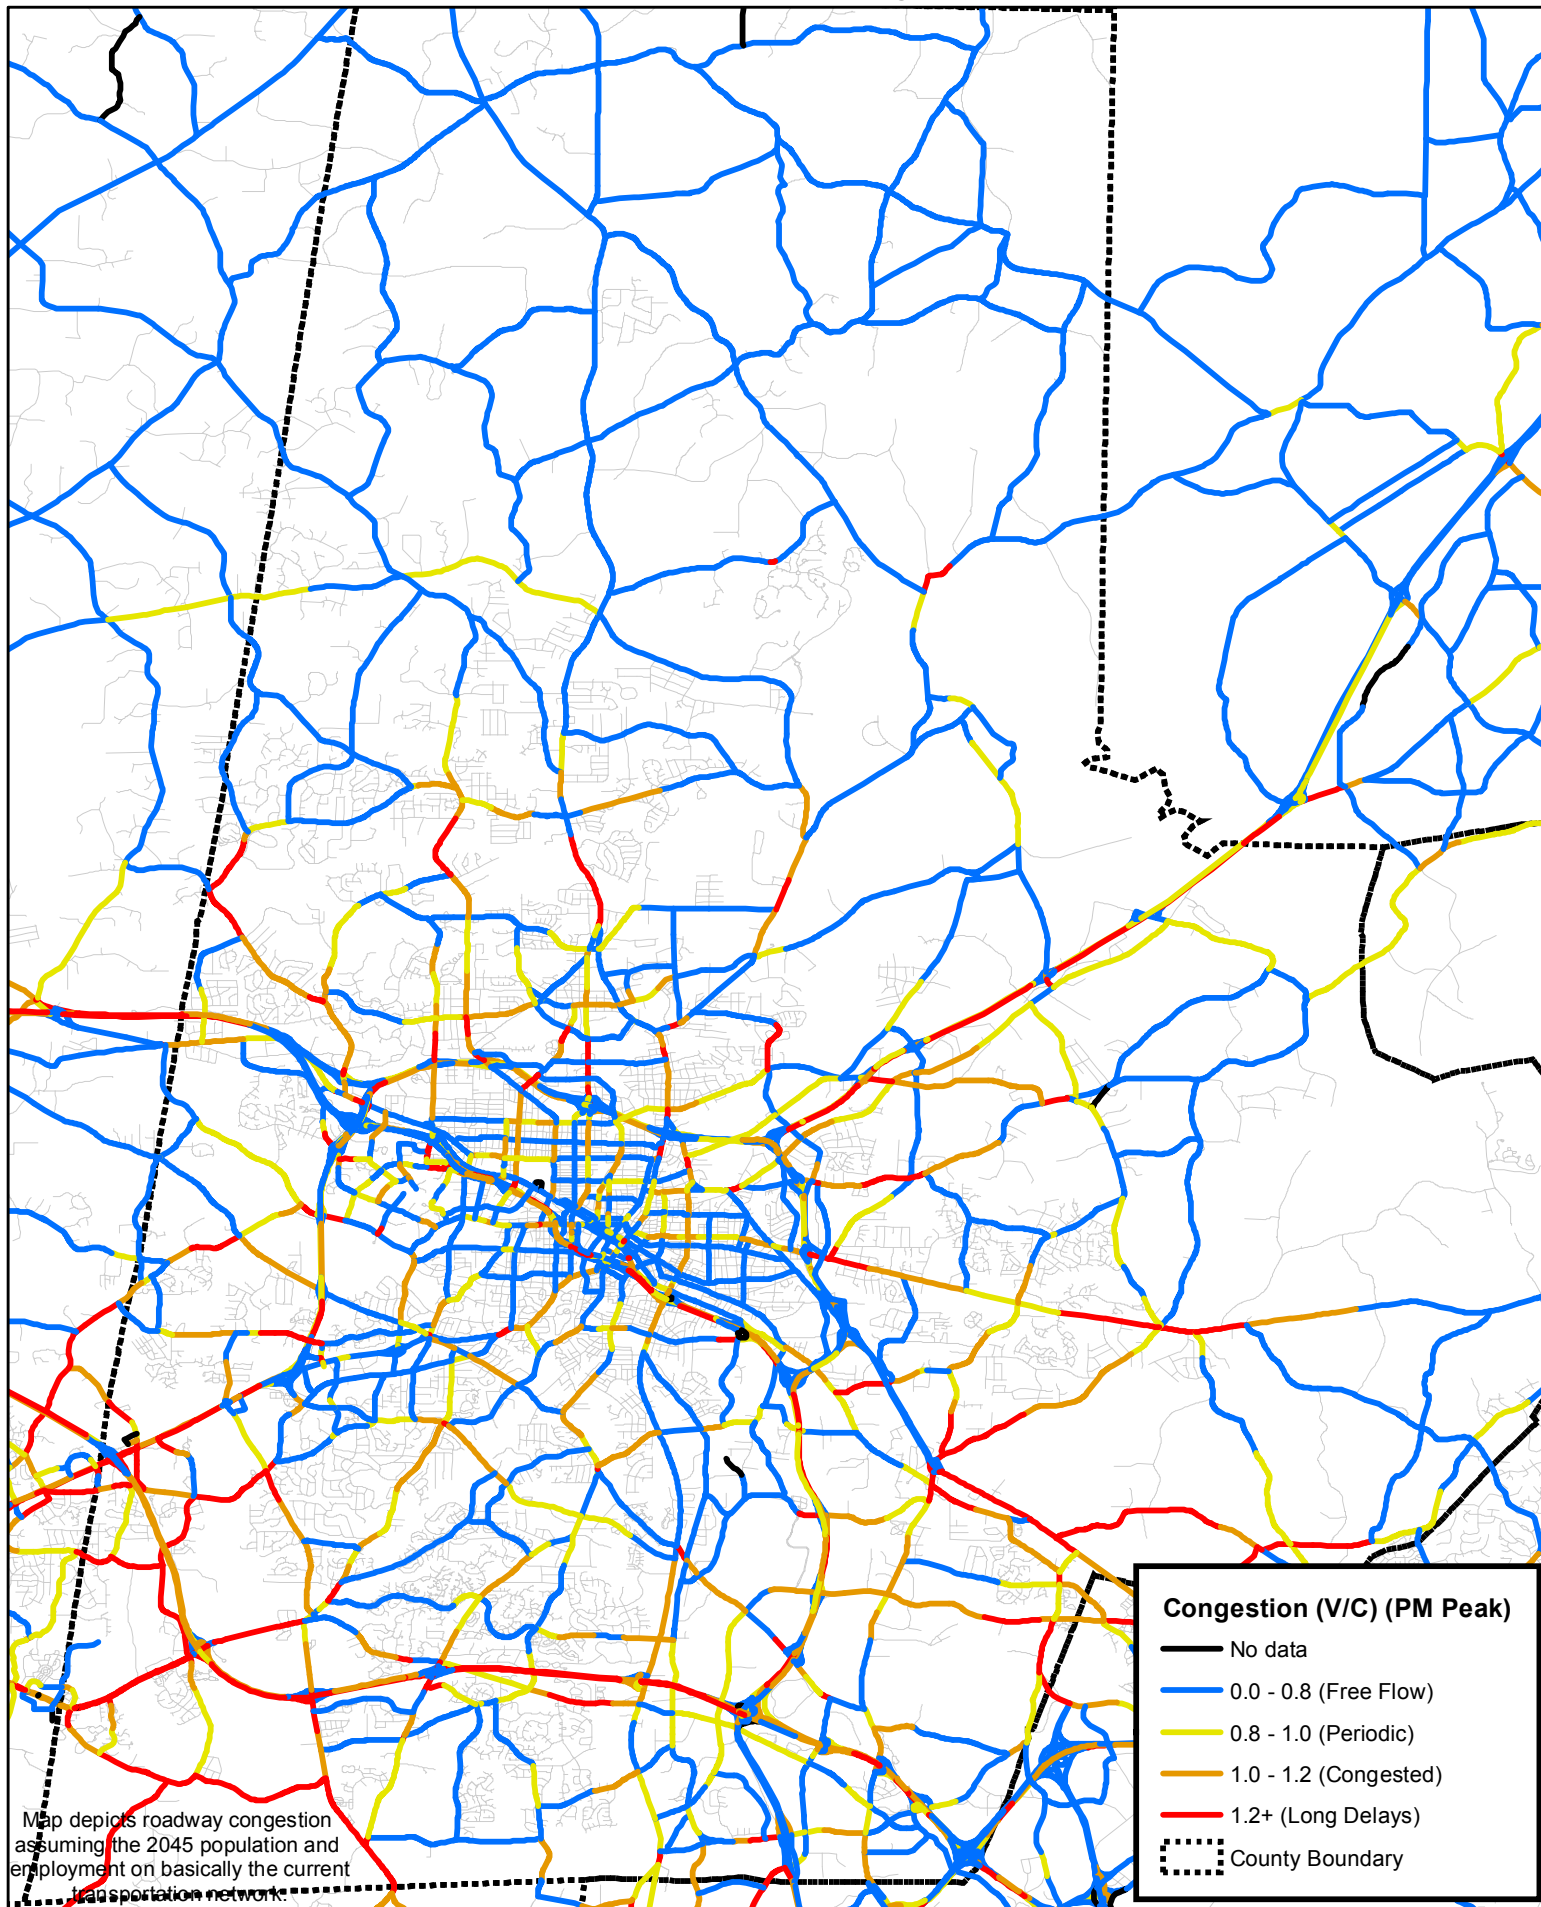 Congestion (V/C) (PM Peak)
No data
0.0 - 0.8 (Free Flow)
0.8 - 1.0 (Periodic)
1.0 - 1.2 (Congested)
1.2+ (Long Delays)
County Boundary
Map depicts roadway congestion
assuming the 2045 population and
employment on basically the current
transportation network.